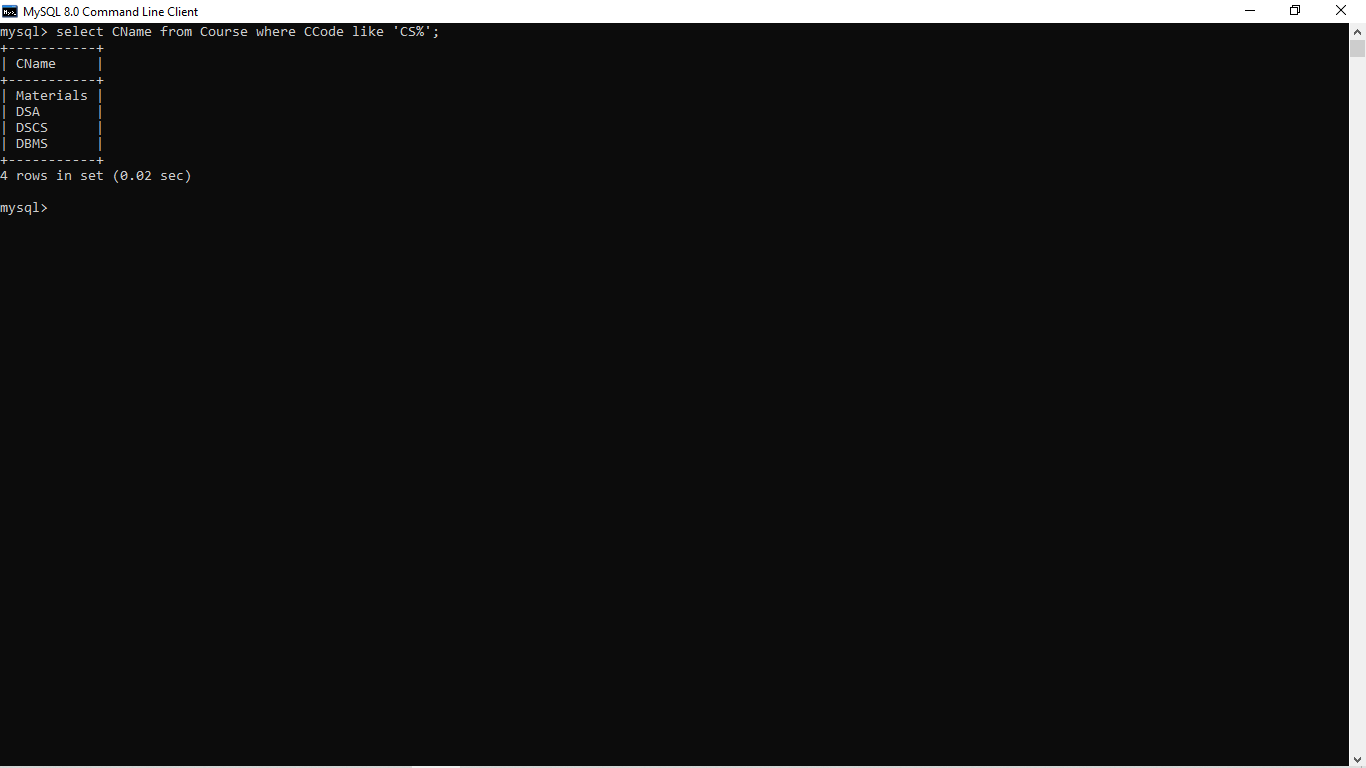 MySQL 8.0 Command Line Client
mysql> select CName from Course where CCode like 'CS%';
+-----------+
| CName     |
+-----------+
| Materials |
| DSA       |
| DSCS      |
| DBMS      |
+-----------+
4 rows in set (0.02 sec)
mysql>